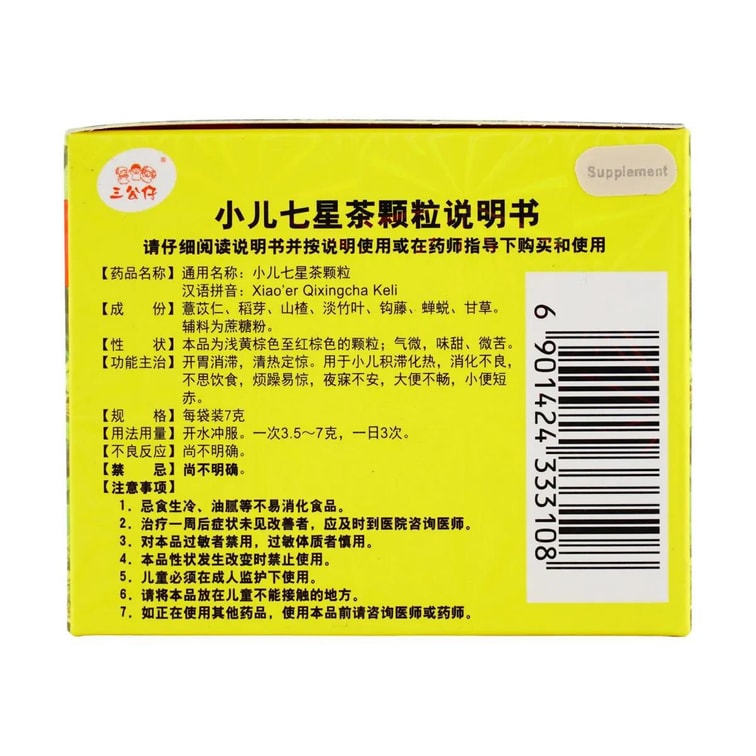 三公仔
®
Supplement
小儿七星茶颗粒说明书
请仔细阅读说明书并按说明使用或在药师指导下购买和使用
【药品名称】通用名称：小儿七星茶颗粒
汉语拼音：Xiao'er Qixingcha Keli
【成　　份】薏苡仁、稻芽、山楂、淡竹叶、钩藤、蝉蜕、甘草。
辅料为蔗糖粉。
【性　　状】本品为浅黄棕色至红棕色的颗粒；气微，味甜、微苦。
【功能主治】开胃消滞，清热定惊。用于小儿积滞化热，消化不良，
不思饮食，烦躁易惊，夜寐不安，大便不畅，小便短
赤。
【规　　格】每袋装7克
【用法用量】开水冲服。一次3.5～7克，一日3次。
【不良反应】尚不明确。
【禁　　忌】尚不明确。
【注意事项】
1．忌食生冷、油腻等不易消化食品。
2．治疗一周后症状未见改善者，应及时到医院咨询医师。
3．对本品过敏者禁用，过敏体质者慎用。
4．本品性状发生改变时禁止使用。
5．儿童必须在成人监护下使用。
6．请将本品放在儿童不能接触的地方。
7．如正在使用其他药品，使用本品前请咨询医师或药师。
6 901424 333108